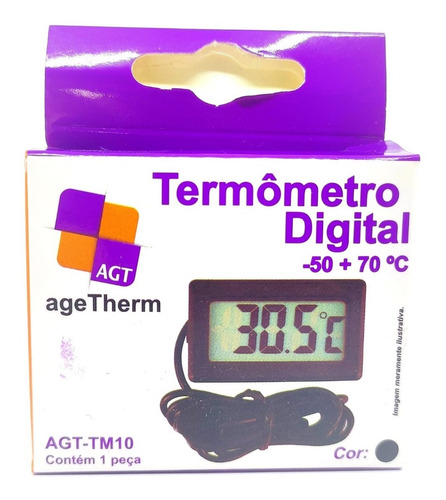 Termômetro
Digital
-50 + 70 ºC
AGT
ageTherm
30.5°C
Imagem meramente ilustrativa.
AGT-TM10
Contém 1 peça
Cor: